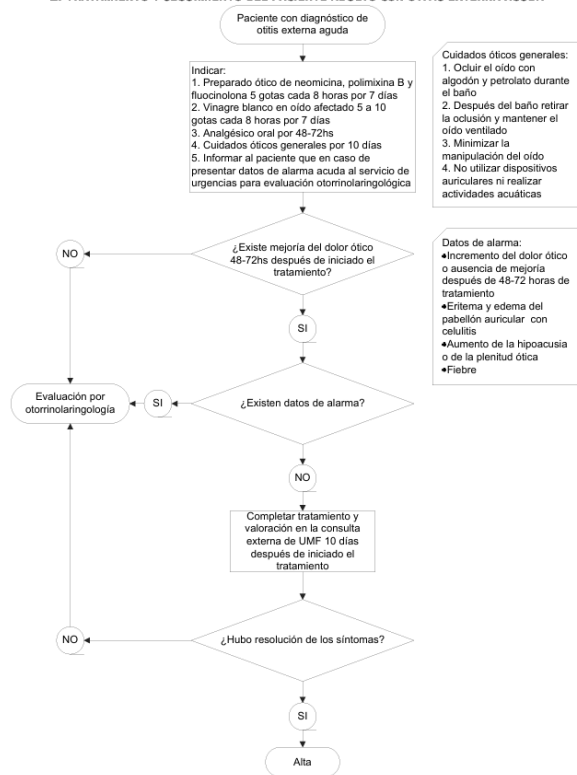 Paciente con diagnóstico de
otitis externa aguda
Indicar:
1. Preparado ótico de neomicina, polimixina B y
fluocinolona 5 gotas cada 8 horas por 7 días
2. Vinagre blanco en oído afectado 5 a 10
gotas cada 8 horas por 7 días
3. Analgésico oral por 48-72hs
4. Cuidados óticos generales por 10 días
5. Informar al paciente que en caso de
presentar datos de alarma acuda al servicio de
urgencias para evaluación otorrinolaringológica
Cuidados óticos generales:
1. Ocluir el oído con
algodón y petrolato durante
el baño
2. Después del baño retirar
la oclusión y mantener el
oído ventilado
3. Minimizar la
manipulación del oído
4. No utilizar dispositivos
auriculares ni realizar
actividades acuáticas
¿Existe mejoría del dolor ótico
48-72hs después de iniciado el
tratamiento?
NO
SI
Datos de alarma:
Incremento del dolor ótico
o ausencia de mejoría
después de 48-72 horas de
tratamiento
Eritema y edema del
pabellón auricular con
celulitis
Aumento de la hipoacusia
o de la plenitud ótica
Fiebre
Evaluación por
otorrinolaringología
SI
¿Existen datos de alarma?
NO
Completar tratamiento y
valoración en la consulta
externa de UMF 10 días
después de iniciado el
tratamiento
NO
¿Hubo resolución de los síntomas?
SI
Alta